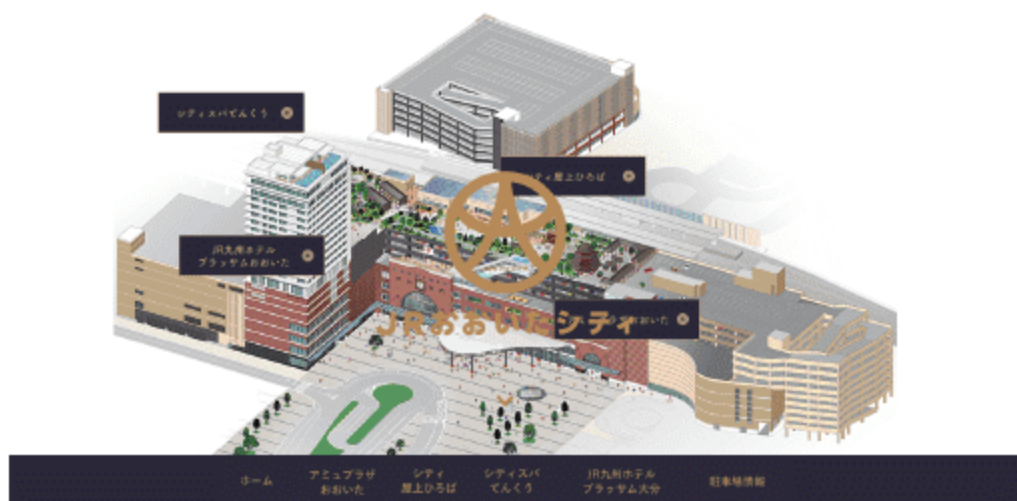 シティスパてんくう
シティ屋上ひろば
JR九州ホテル
ブラッサムおおいた
JRおおいたシティ
おいた
ホーム
アミュプラザ
おおいた
シティ
屋上ひろば
シティスパ
てんくう
JR九州ホテル
ブラッサム大分
駐車場情報